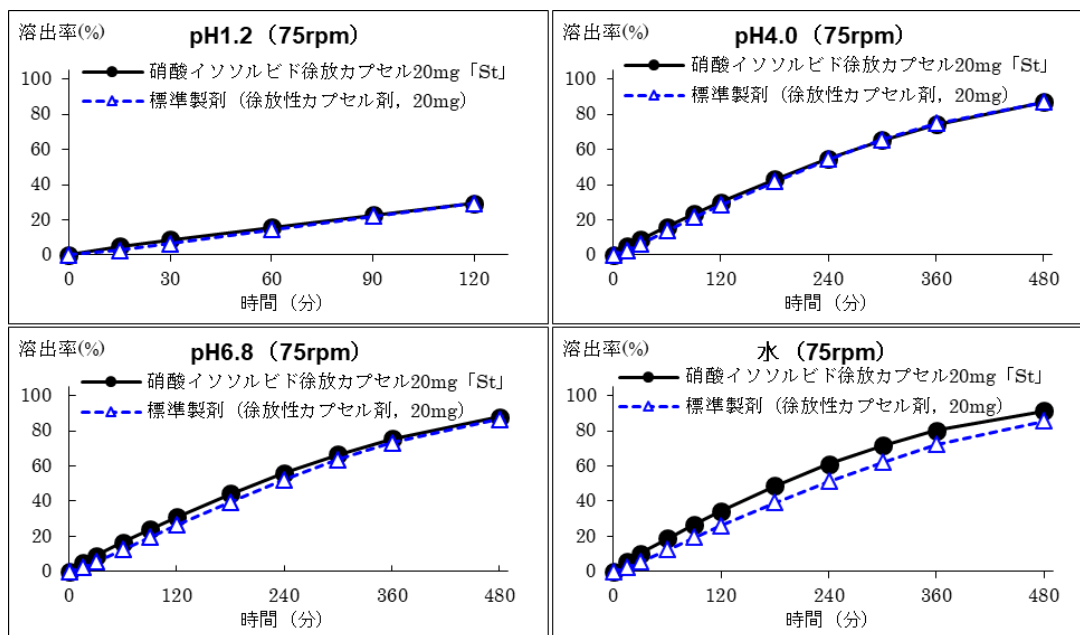 溶出率(%)
pH1.2（75rpm）
硝酸イソソルビド徐放カプセル20mg「St」
標準製剤（徐放性カプセル剤，20mg）
100
80
60
40
20
0
0 30 60 90 120
時間（分）
溶出率(%)
pH4.0（75rpm）
硝酸イソソルビド徐放カプセル20mg「St」
標準製剤（徐放性カプセル剤，20mg）
100
80
60
40
20
0
0 120 240 360 480
時間（分）
溶出率(%)
pH6.8（75rpm）
硝酸イソソルビド徐放カプセル20mg「St」
標準製剤（徐放性カプセル剤，20mg）
100
80
60
40
20
0
0 120 240 360 480
時間（分）
溶出率(%)
水（75rpm）
硝酸イソソルビド徐放カプセル20mg「St」
標準製剤（徐放性カプセル剤，20mg）
100
80
60
40
20
0
0 120 240 360 480
時間（分）